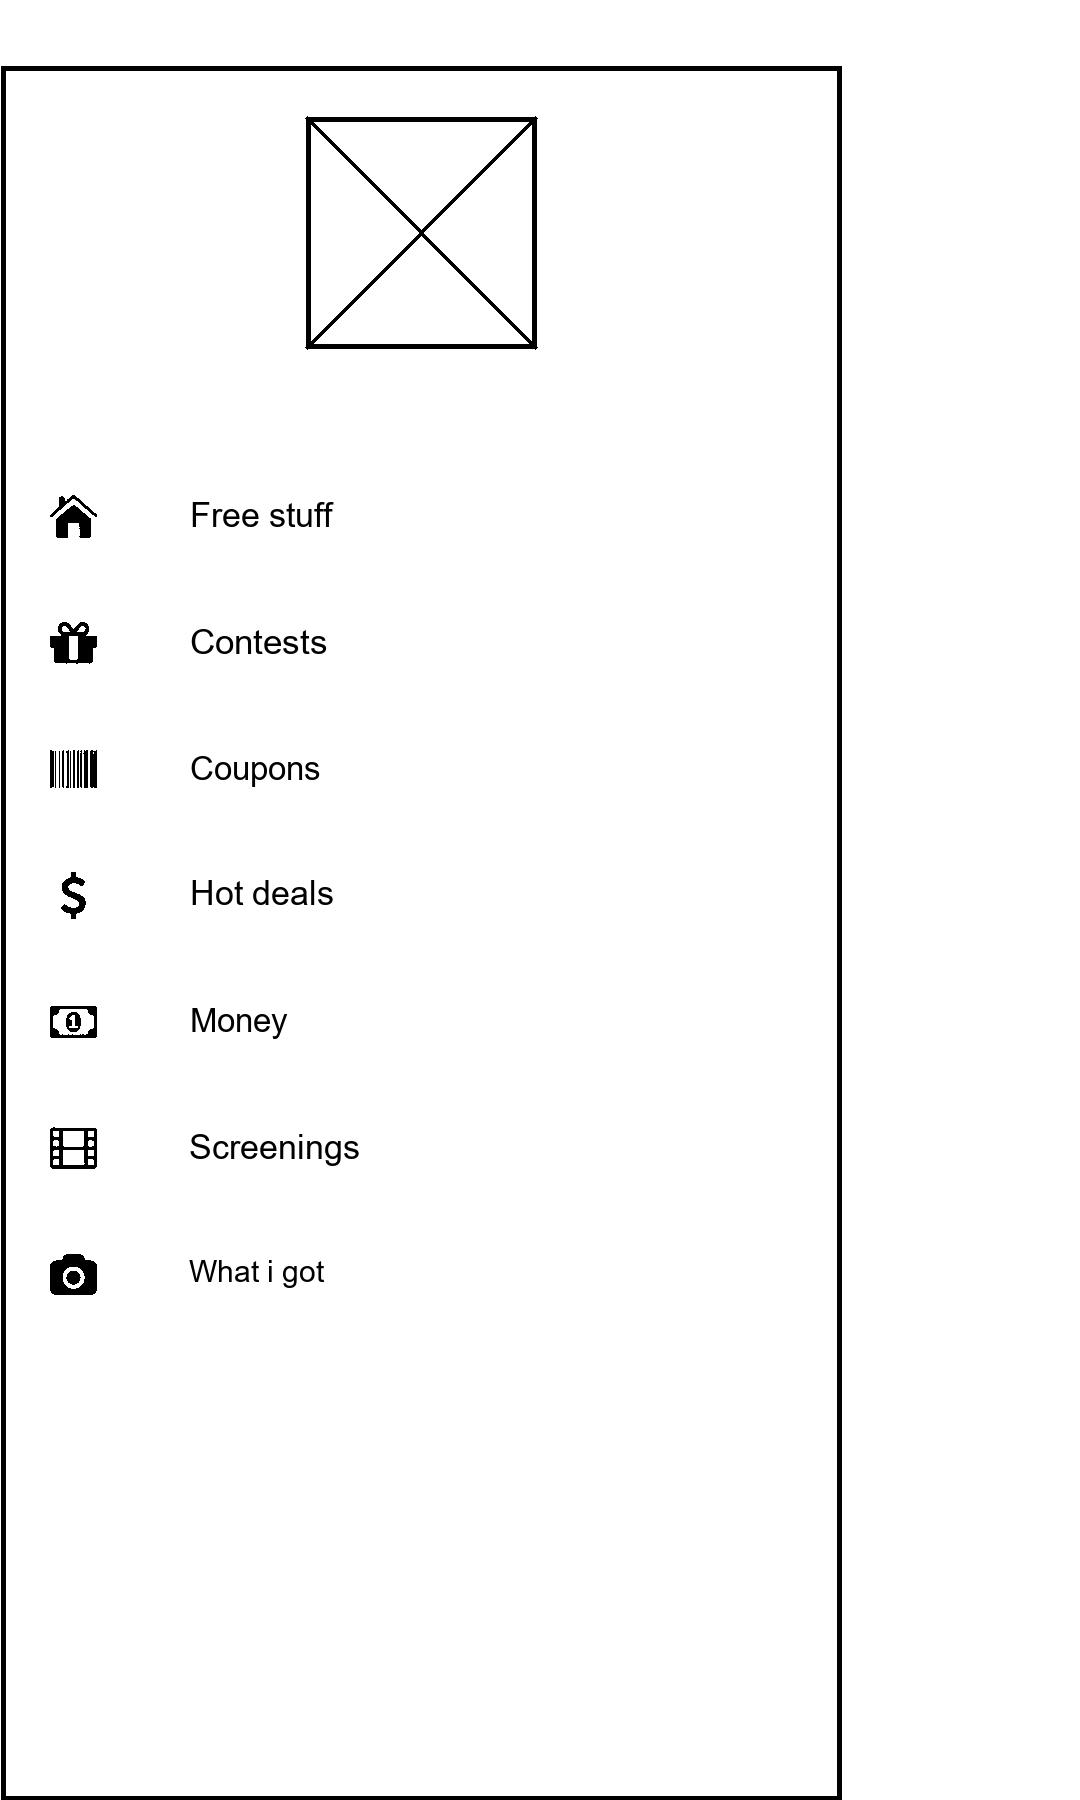 Free stuff
Contests
Coupons
Hot deals
Money
Screenings
What i got